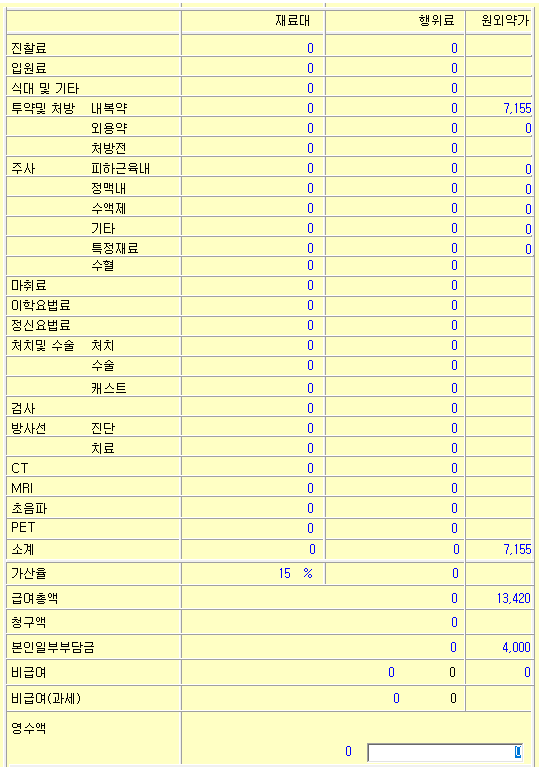 재료대 행위료 원외약가
진찰료 0 0
입원료 0 0
식대 및 기타 0 0
투약및 처방 내복약 0 0 7,155
외용약 0 0 0
처방전 0 0
주사 피하근육내 0 0 0
정맥내 0 0 0
수액제 0 0 0
기타 0 0 0
특정재료 0 0 0
수혈 0 0
마취료 0 0
이학요법료 0 0
정신요법료 0 0
처치및 수술 처치 0 0
수술 0 0
캐스트 0 0
검사 0 0
방사선 진단 0 0
치료 0 0
CT 0 0
MRI 0 0
초음파 0 0
PET 0 0
소계 0 0 7,155
가산율 15 % 0
급여총액 0 13,420
청구액 0
본인일부부담금 0 4,000
비급여 0 0 0
비급여(과세) 0 0
영수액
0 0